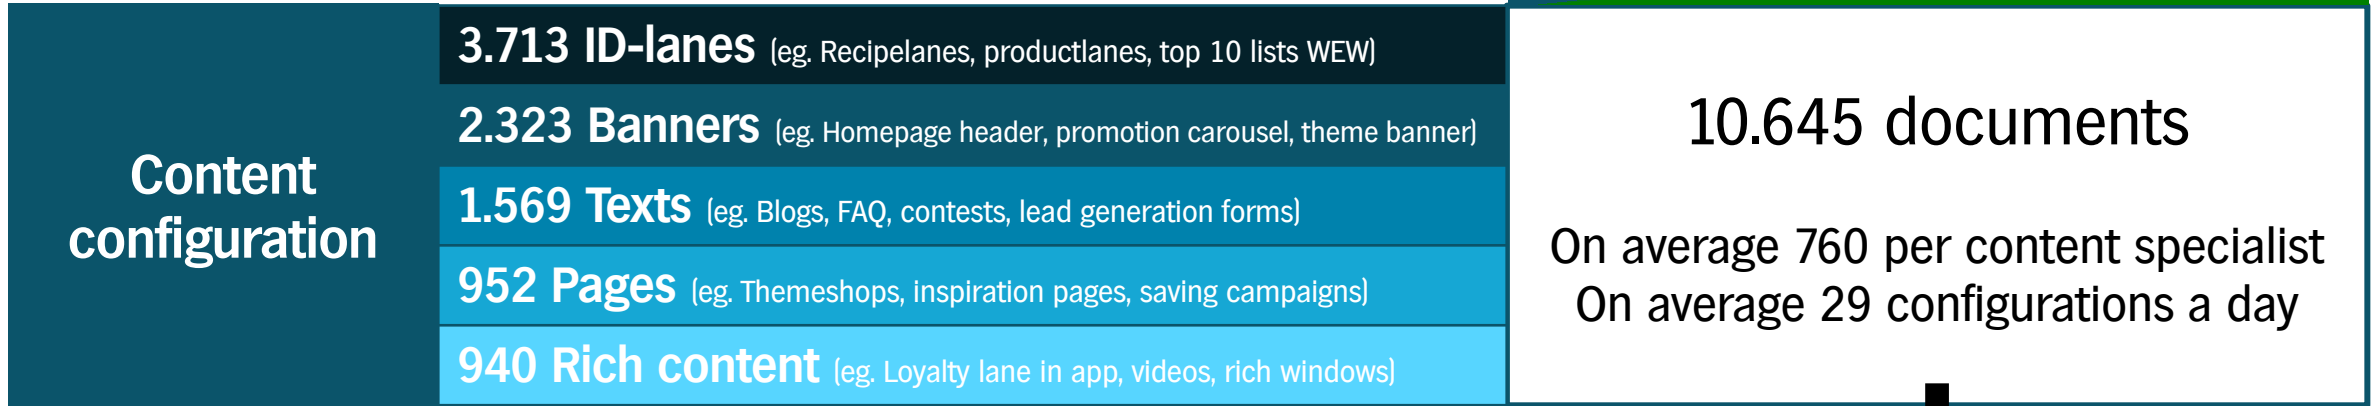 Content
configuration
3.713 ID-lanes (eg. Recipelanes, productlanes, top 10 lists WEW)
2.323 Banners (eg. Homepage header, promotion carousel, theme banner)
1.569 Texts (eg. Blogs, FAQ, contests, lead generation forms)
952 Pages (eg. Themeshops, inspiration pages, saving campaigns)
940 Rich content (eg. Loyalty lane in app, videos, rich windows)
10.645 documents
On average 760 per content specialist
On average 29 configurations a day